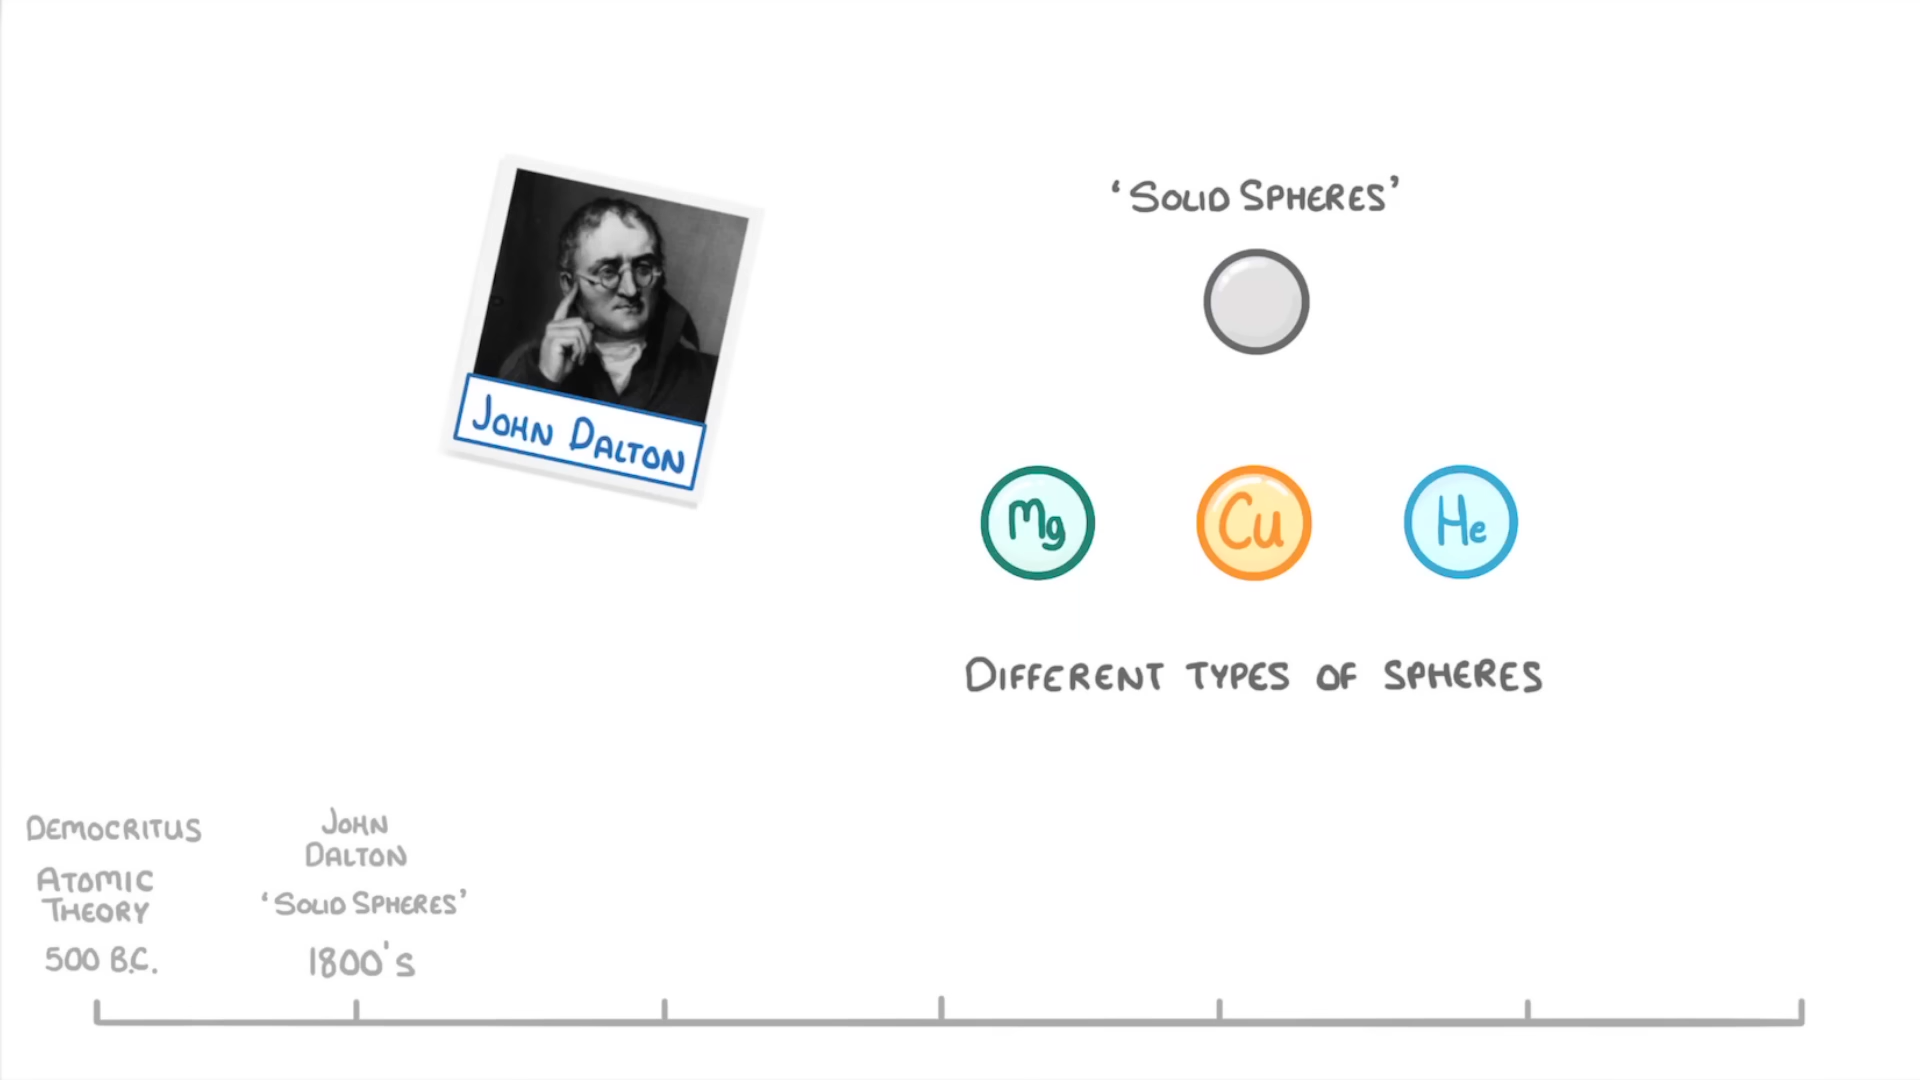 'SOLID SPHERES'
JOHN DALTON
Mg
Cu
He
DIFFERENT TYPES OF SPHERES
DEMOCRITUS
ATOMIC
THEORY
500 B.C.
JOHN
DALTON
'SOLID SPHERES'
1800's